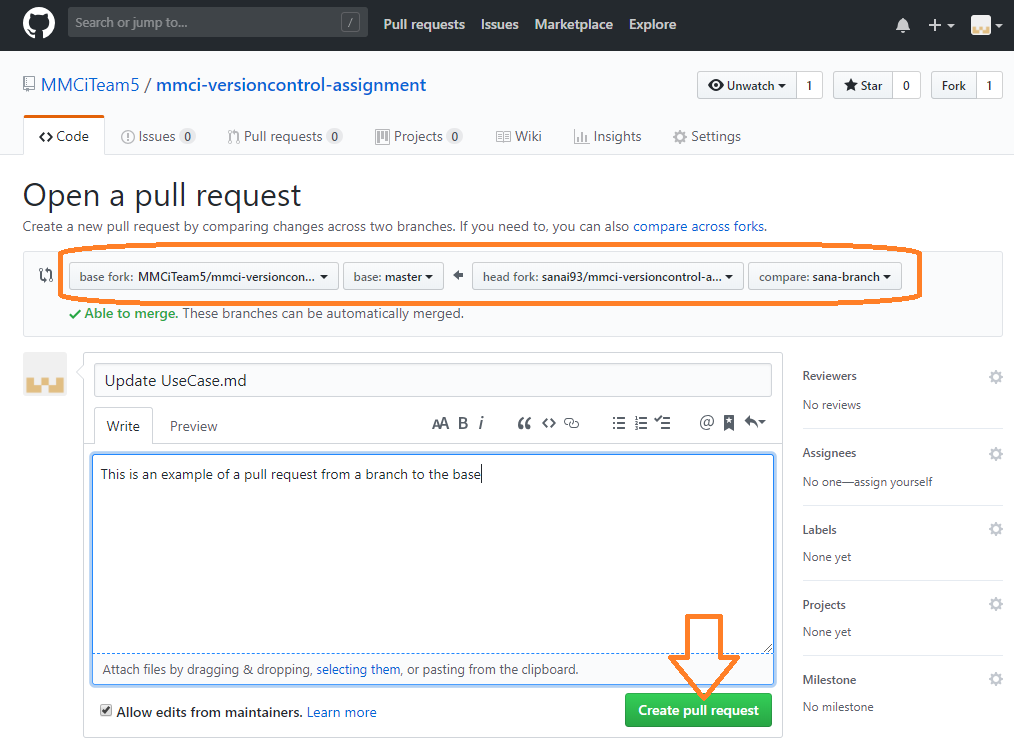 Search or jump to... /
Pull requests Issues Marketplace Explore
MMCiTeam5 / mmci-versioncontrol-assignment
Unwatch 1 Star 0 Fork 1
Code Issues 0 Pull requests 0 Projects 0 Wiki Insights Settings
Open a pull request
Create a new pull request by comparing changes across two branches. If you need to, you can also compare across forks.
base fork: MMCiTeam5/mmci-versioncon... base: master head fork: sanai93/mmci-versioncontrol-a... compare: sana-branch
Able to merge. These branches can be automatically merged.
Update UseCase.md
Write Preview AA B i @
This is an example of a pull request from a branch to the base
Attach files by dragging & dropping, selecting them, or pasting from the clipboard.
Allow edits from maintainers. Learn more
Create pull request
Reviewers
No reviews
Assignees
No one—assign yourself
Labels
None yet
Projects
None yet
Milestone
No milestone